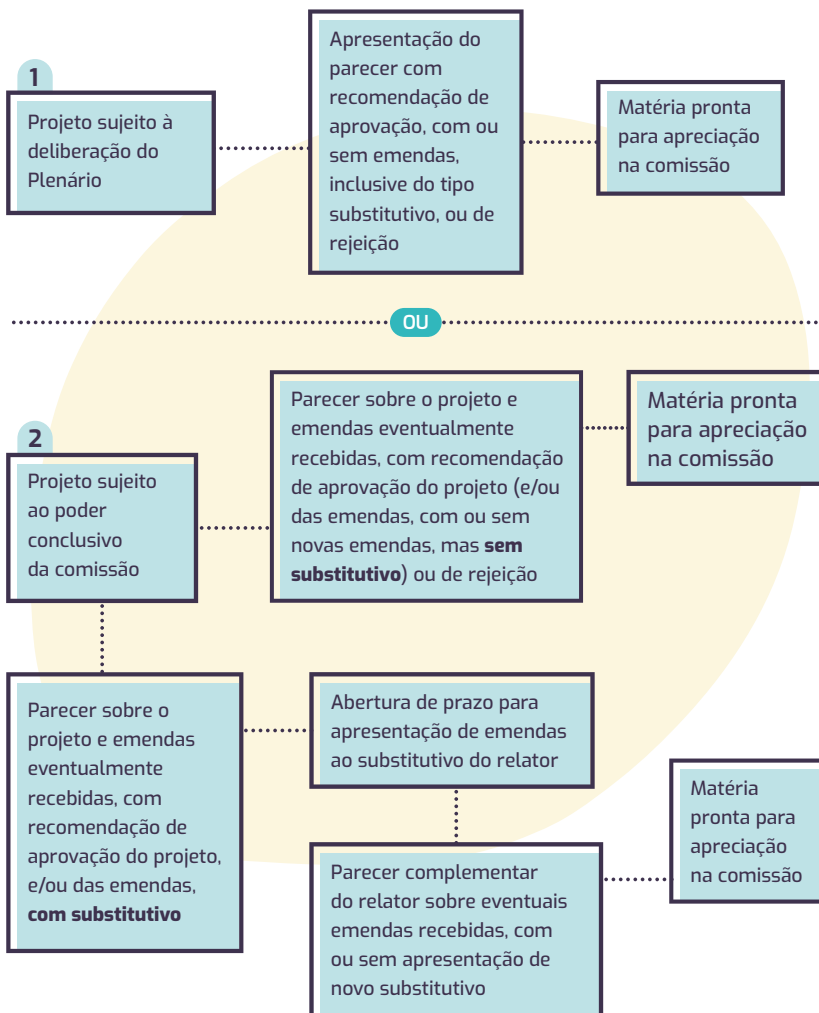 1
Projeto sujeito à
deliberação do
Plenário
Apresentação do
parecer com
recomendação de
aprovação, com ou
sem emendas,
inclusive do tipo
substitutivo, ou de
rejeição
Matéria pronta
para apreciação
na comissão
OU
2
Projeto sujeito
ao poder
conclusivo
da comissão
Parecer sobre o projeto e
emendas eventualmente
recebidas, com recomendação
de aprovação do projeto (e/ou
das emendas, com ou sem
novas emendas, mas sem
substitutivo) ou de rejeição
Matéria pronta
para apreciação
na comissão
Parecer sobre o
projeto e emendas
eventualmente
recebidas, com
recomendação de
aprovação do projeto,
e/ou das emendas,
com substitutivo
Abertura de prazo para
apresentação de emendas
ao substitutivo do relator
Parecer complementar
do relator sobre eventuais
emendas recebidas, com
ou sem apresentação de
novo substitutivo
Matéria
pronta para
apreciação
na comissão